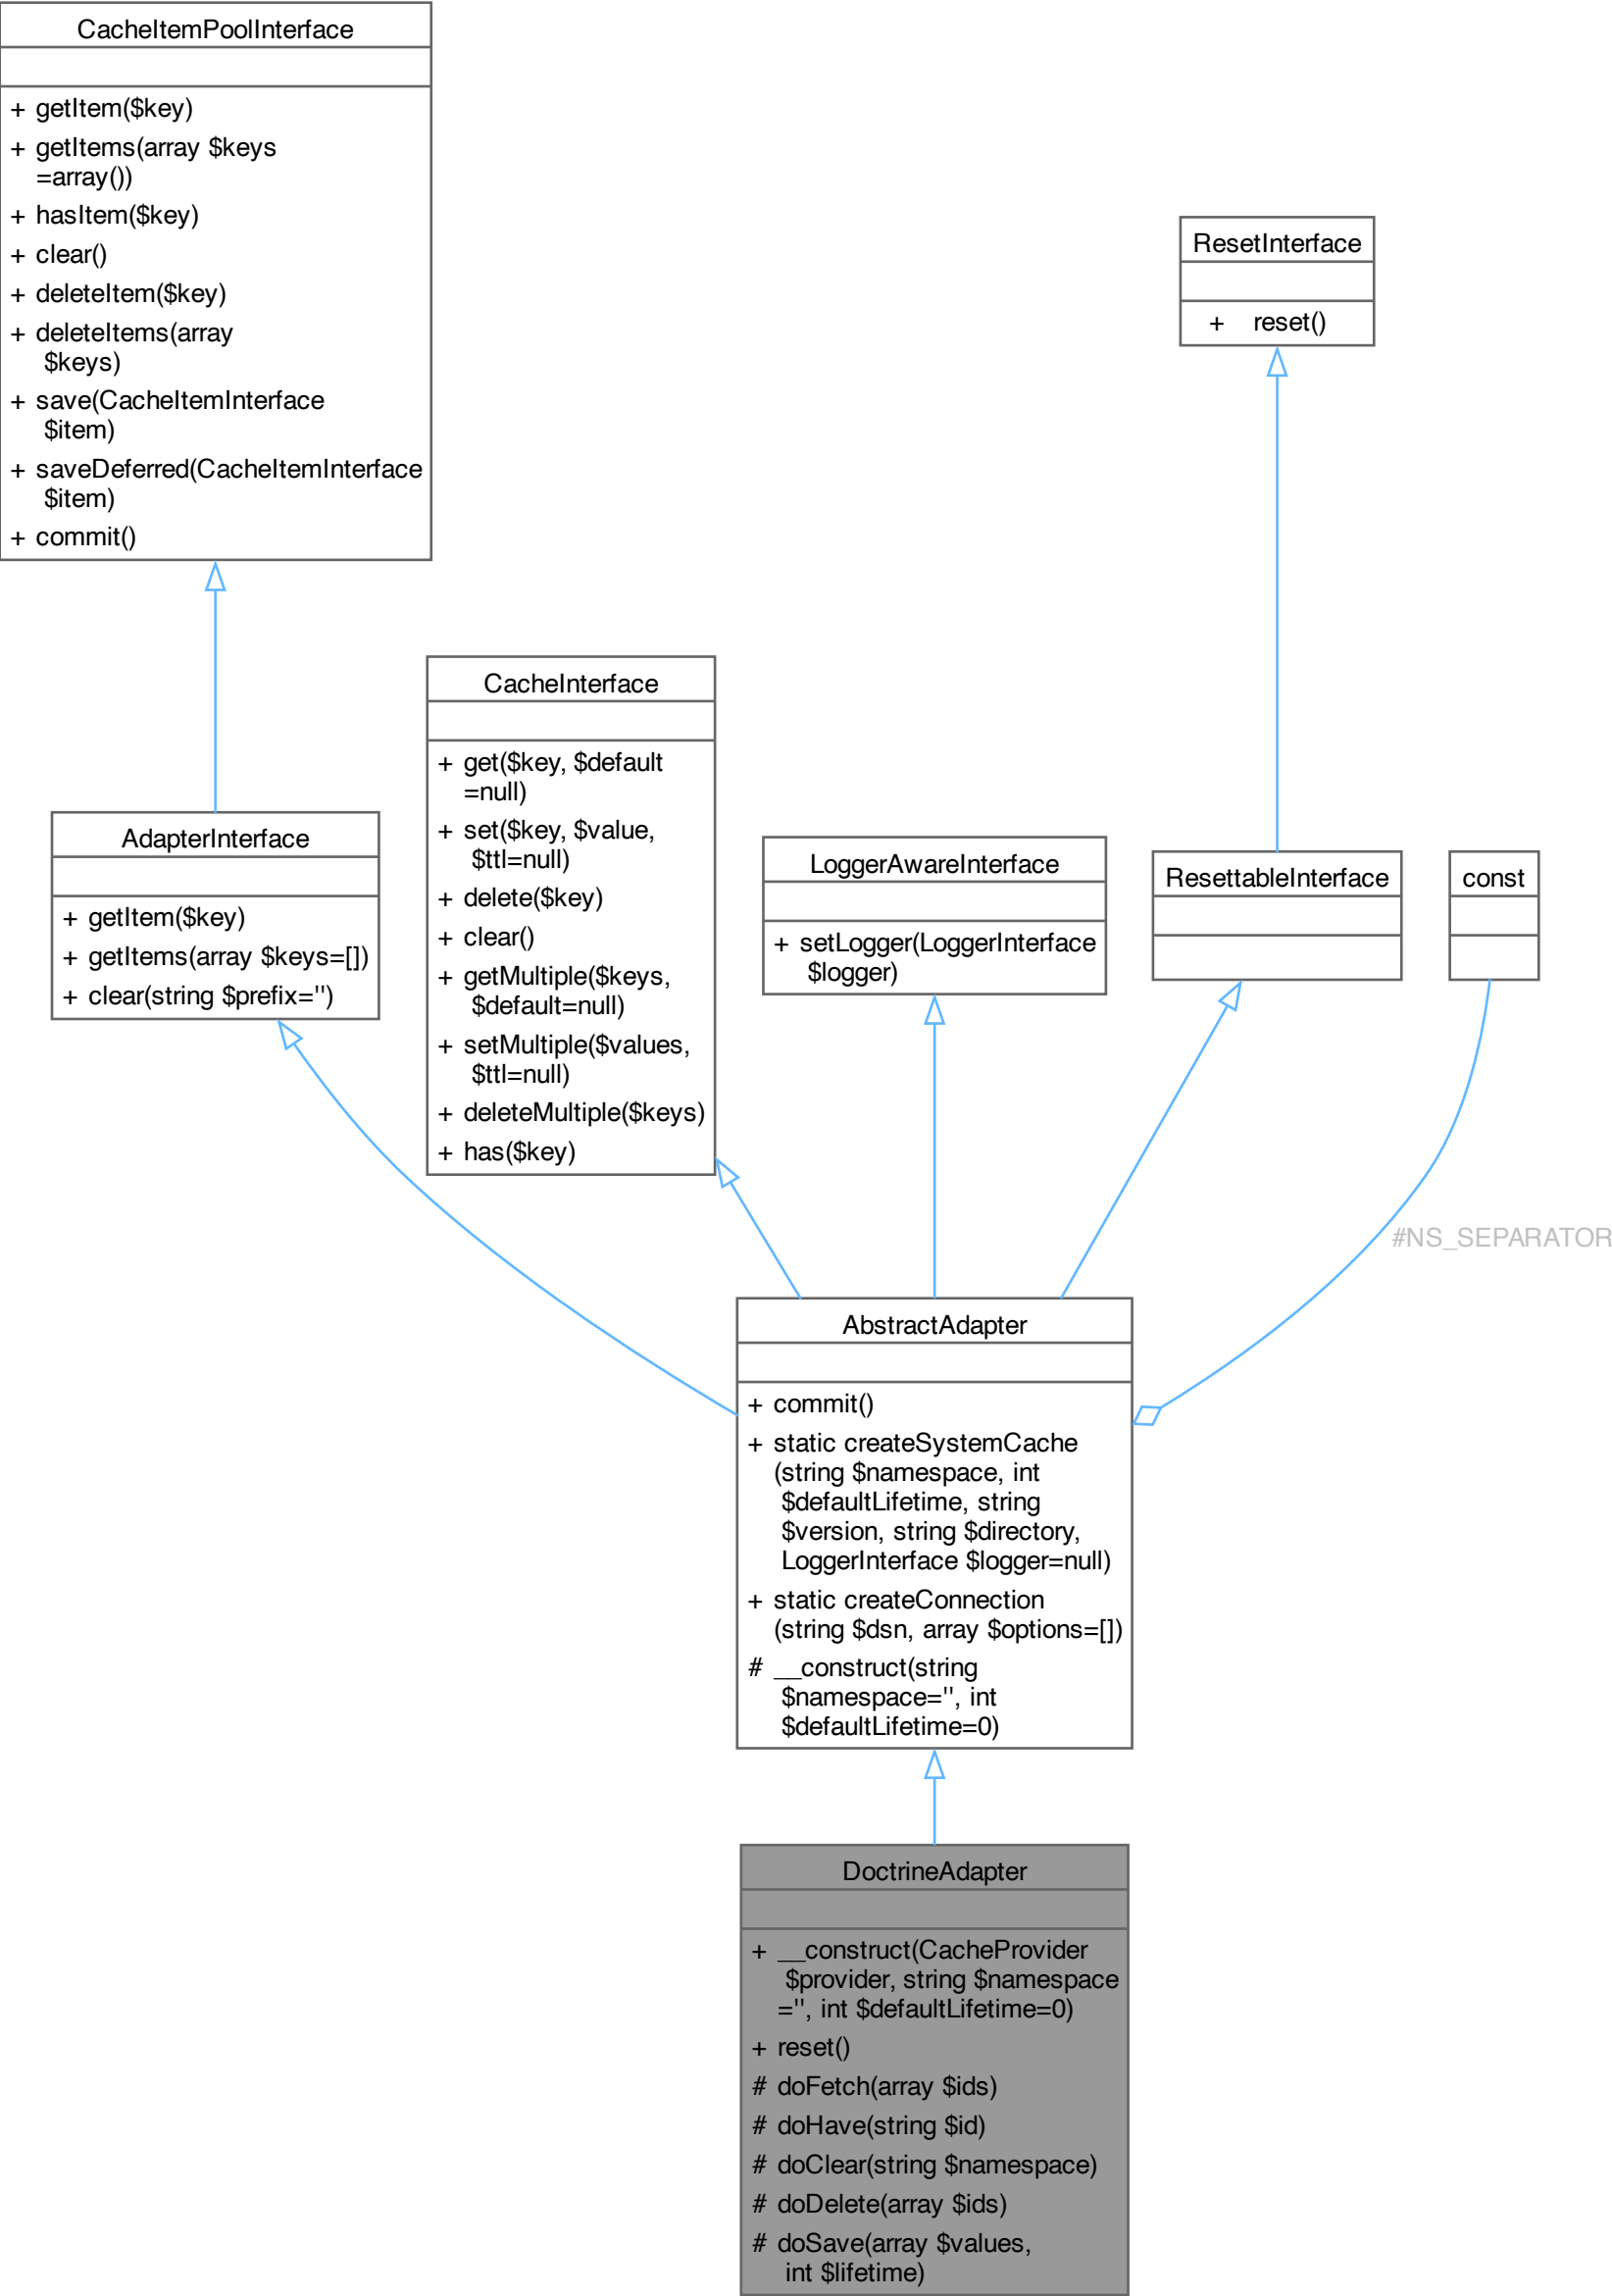 CacheItemPoolInterface
+ getItem($key)
+ getItems(array $keys
=array())
+ hasItem($key)
+ clear()
+ deleteItem($key)
+ deleteItems(array
$keys)
+ save(CacheItemInterface
$item)
+ saveDeferred(CacheItemInterface
$item)
+ commit()
ResetInterface
+ reset()
CacheInterface
+ get($key, $default
=null)
+ set($key, $value,
$ttl=null)
+ delete($key)
+ clear()
+ getMultiple($keys,
$default=null)
+ setMultiple($values,
$ttl=null)
+ deleteMultiple($keys)
+ has($key)
AdapterInterface
+ getItem($key)
+ getItems(array $keys=[])
+ clear(string $prefix='')
LoggerAwareInterface
+ setLogger(LoggerInterface
$logger)
ResettableInterface
const
#NS_SEPARATOR
AbstractAdapter
+ commit()
+ static createSystemCache
(string $namespace, int
$defaultLifetime, string
$version, string $directory,
LoggerInterface $logger=null)
+ static createConnection
(string $dsn, array $options=[])
# __construct(string
$namespace='', int
$defaultLifetime=0)
DoctrineAdapter
+ __construct(CacheProvider
$provider, string $namespace
='', int $defaultLifetime=0)
+ reset()
# doFetch(array $ids)
# doHave(string $id)
# doClear(string $namespace)
# doDelete(array $ids)
# doSave(array $values,
int $lifetime)